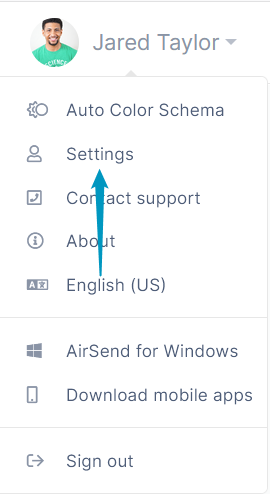 Jared Taylor
Auto Color Schema
Settings
Contact support
About
English (US)
AirSend for Windows
Download mobile apps
Sign out